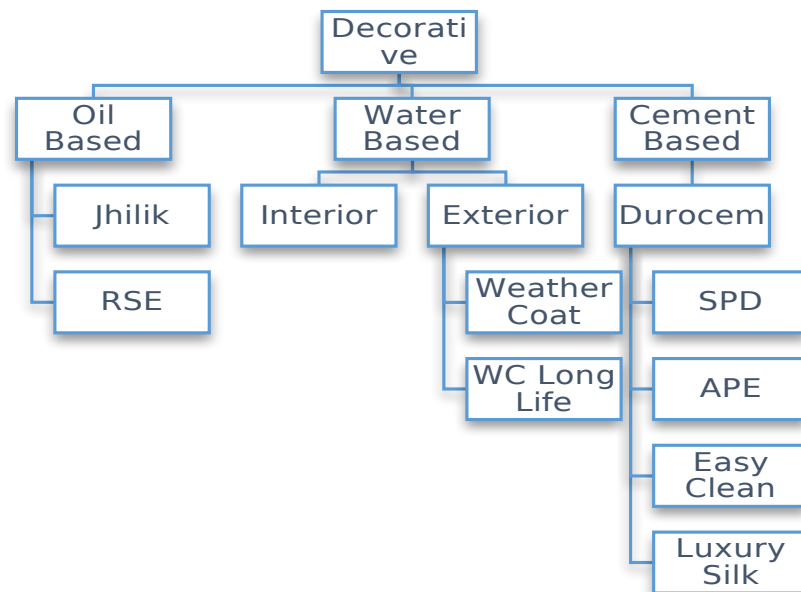 Decorati
ve
Oil
Based
Water
Based
Cement
Based
Jhilik
Interior
Exterior
Durocem
RSE
Weather
Coat
SPD
WC Long
Life
APE
Easy
Clean
Luxury
Silk